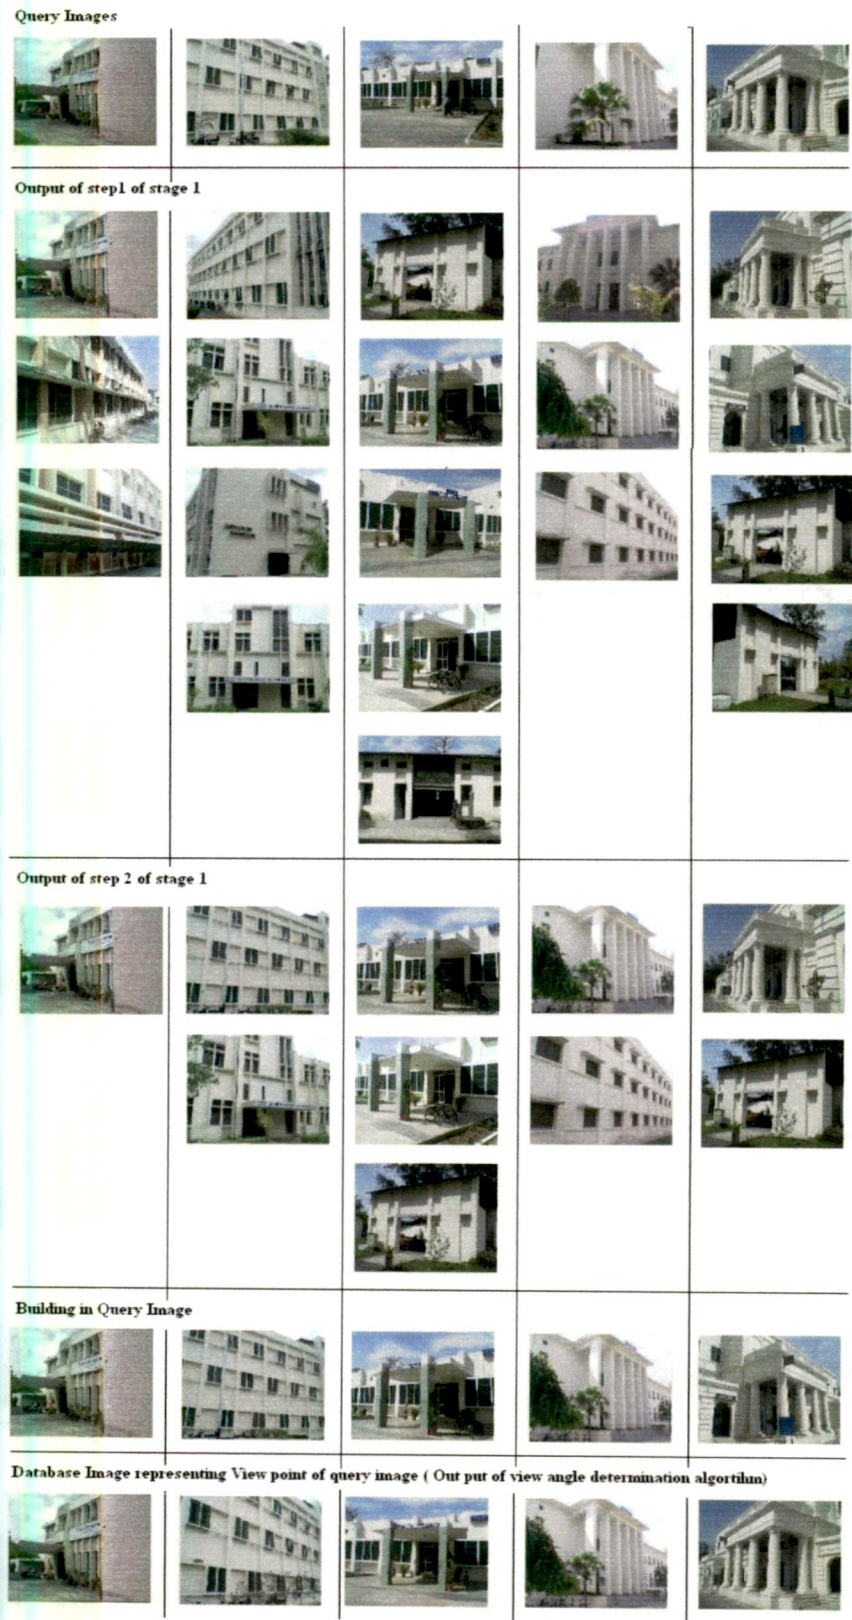 Query Images
Output of step1 of stage 1
Output of step 2 of stage 1
Building in Query Image
Database Image representing View point of query image ( Out put of view angle determination algortihm)